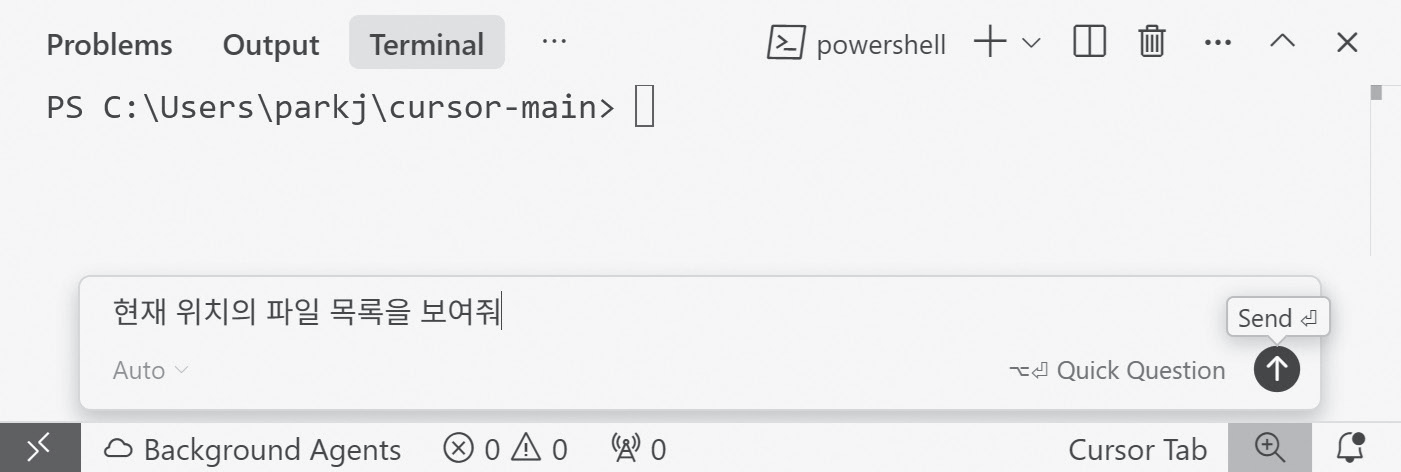 Problems Output Terminal ··· powershell
PS C:\Users\parkj\cursor-main>
현재 위치의 파일 목록을 보여줘
Send ⏎
Auto ⌥⏎ Quick Question
Background Agents 0 0 0 Cursor Tab